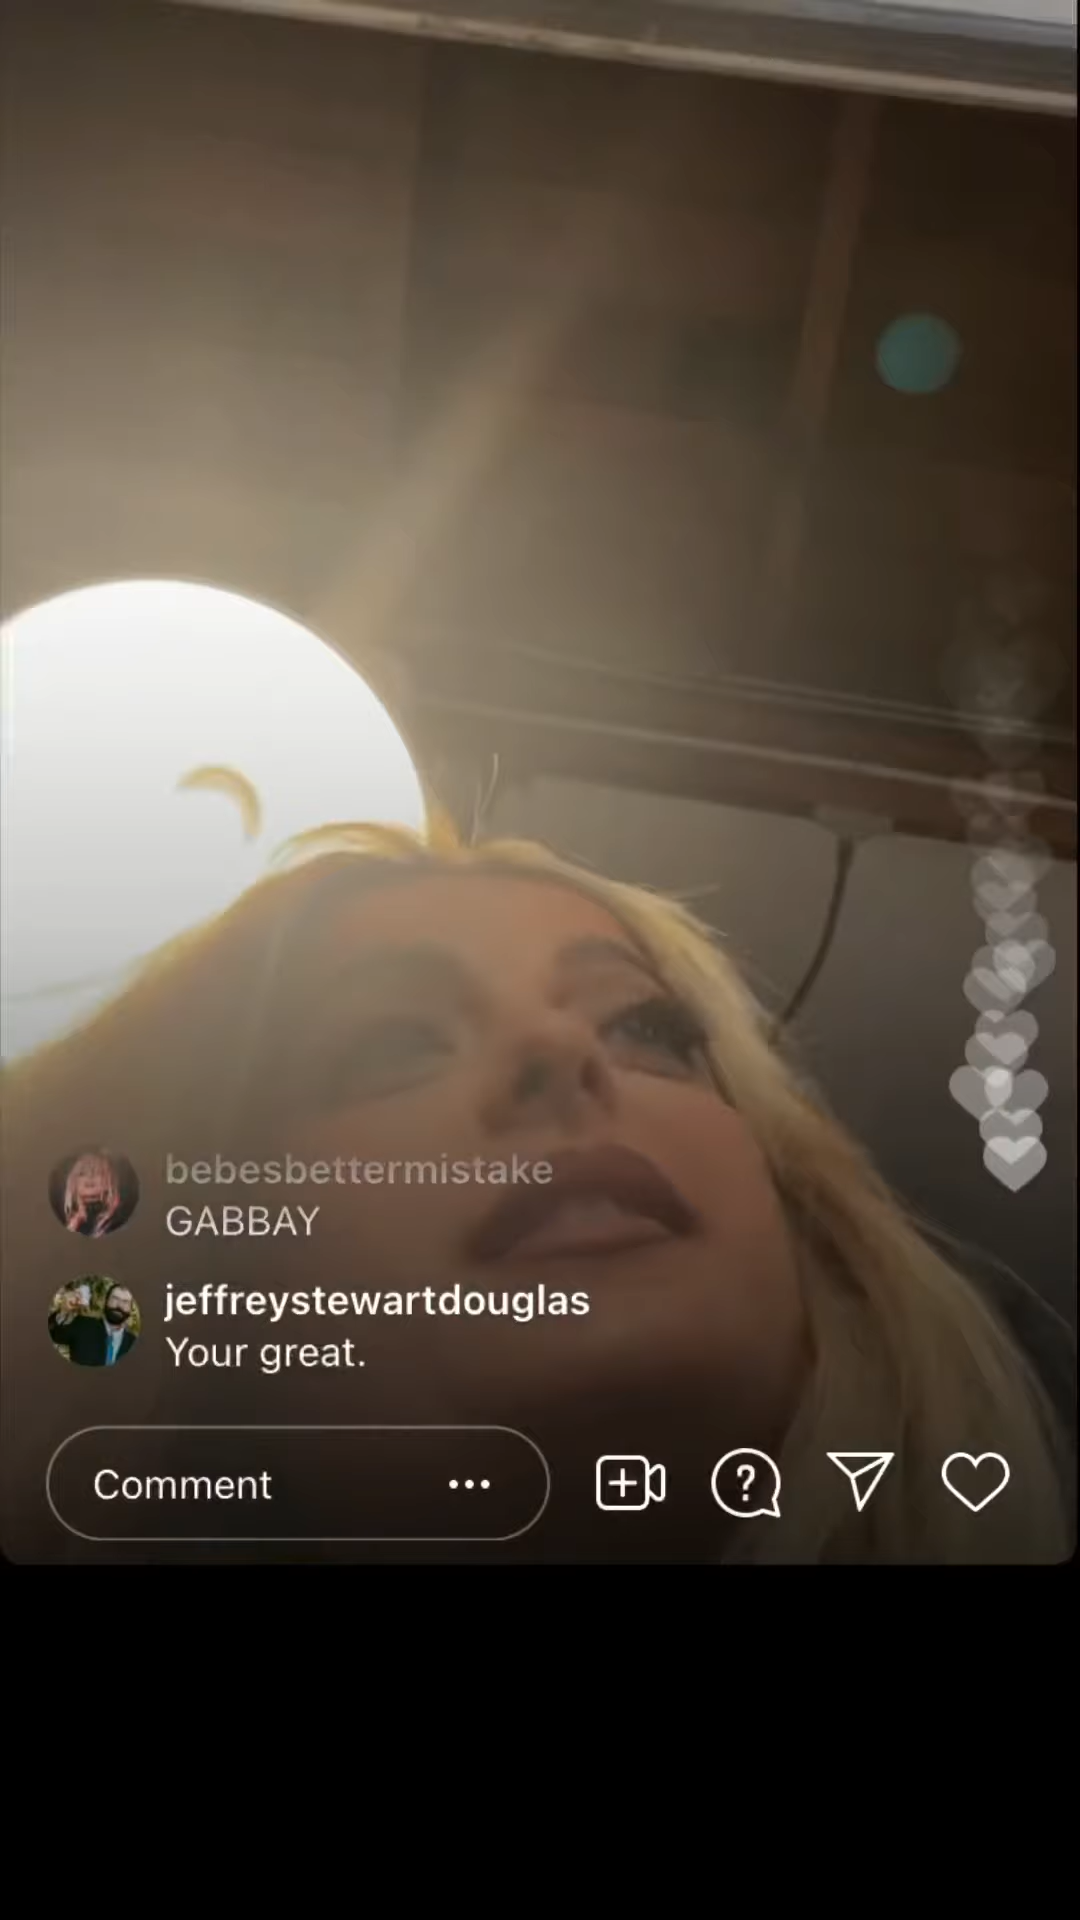 bebesbettermistake
GABBAY
jeffreystewartdouglas
Your great.
Comment